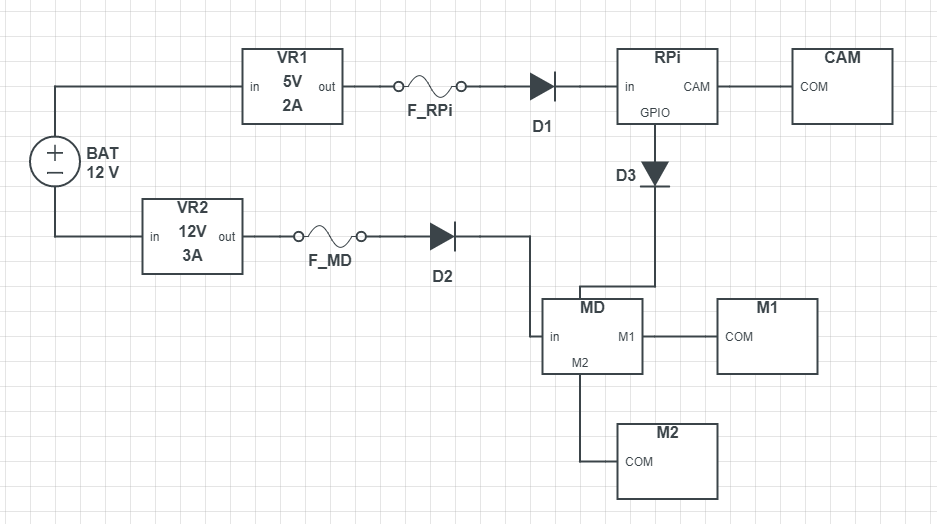 VR1
5V
2A
in
out
F_RPi
D1
RPi
in
CAM
GPIO
CAM
COM
BAT
12 V
D3
VR2
12V
3A
in
out
F_MD
D2
MD
in
M1
M2
M1
COM
M2
COM